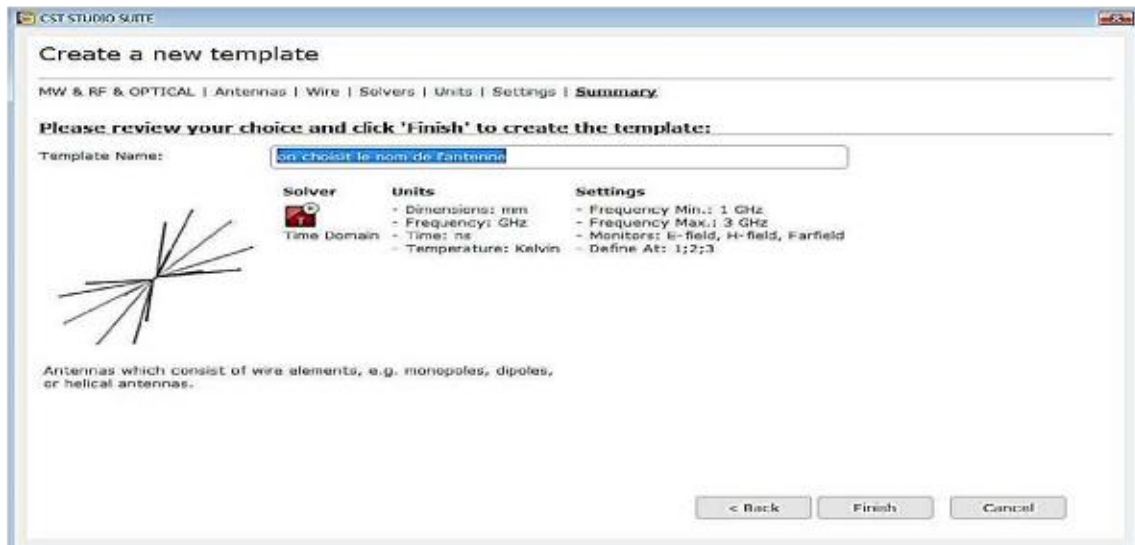 CST STUDIO SUITE
Create a new template
MW & RF & OPTICAL | Antennas | Wire | Solvers | Units | Settings | Summary
Please review your choice and click 'Finish' to create the template:
Template Name:
on choisit le nom de l'antenne
Solver
Time Domain
Units
- Dimensions: mm
- Frequency: GHz
- Time: ns
- Temperature: Kelvin
Settings
- Frequency Min.: 1 GHz
- Frequency Max.: 3 GHz
- Monitors: E-field, H-field, Farfield
- Define At: 1;2;3
Antennas which consist of wire elements, e.g. monopoles, dipoles,
or helical antennas.
< Back
Finish
Cancel